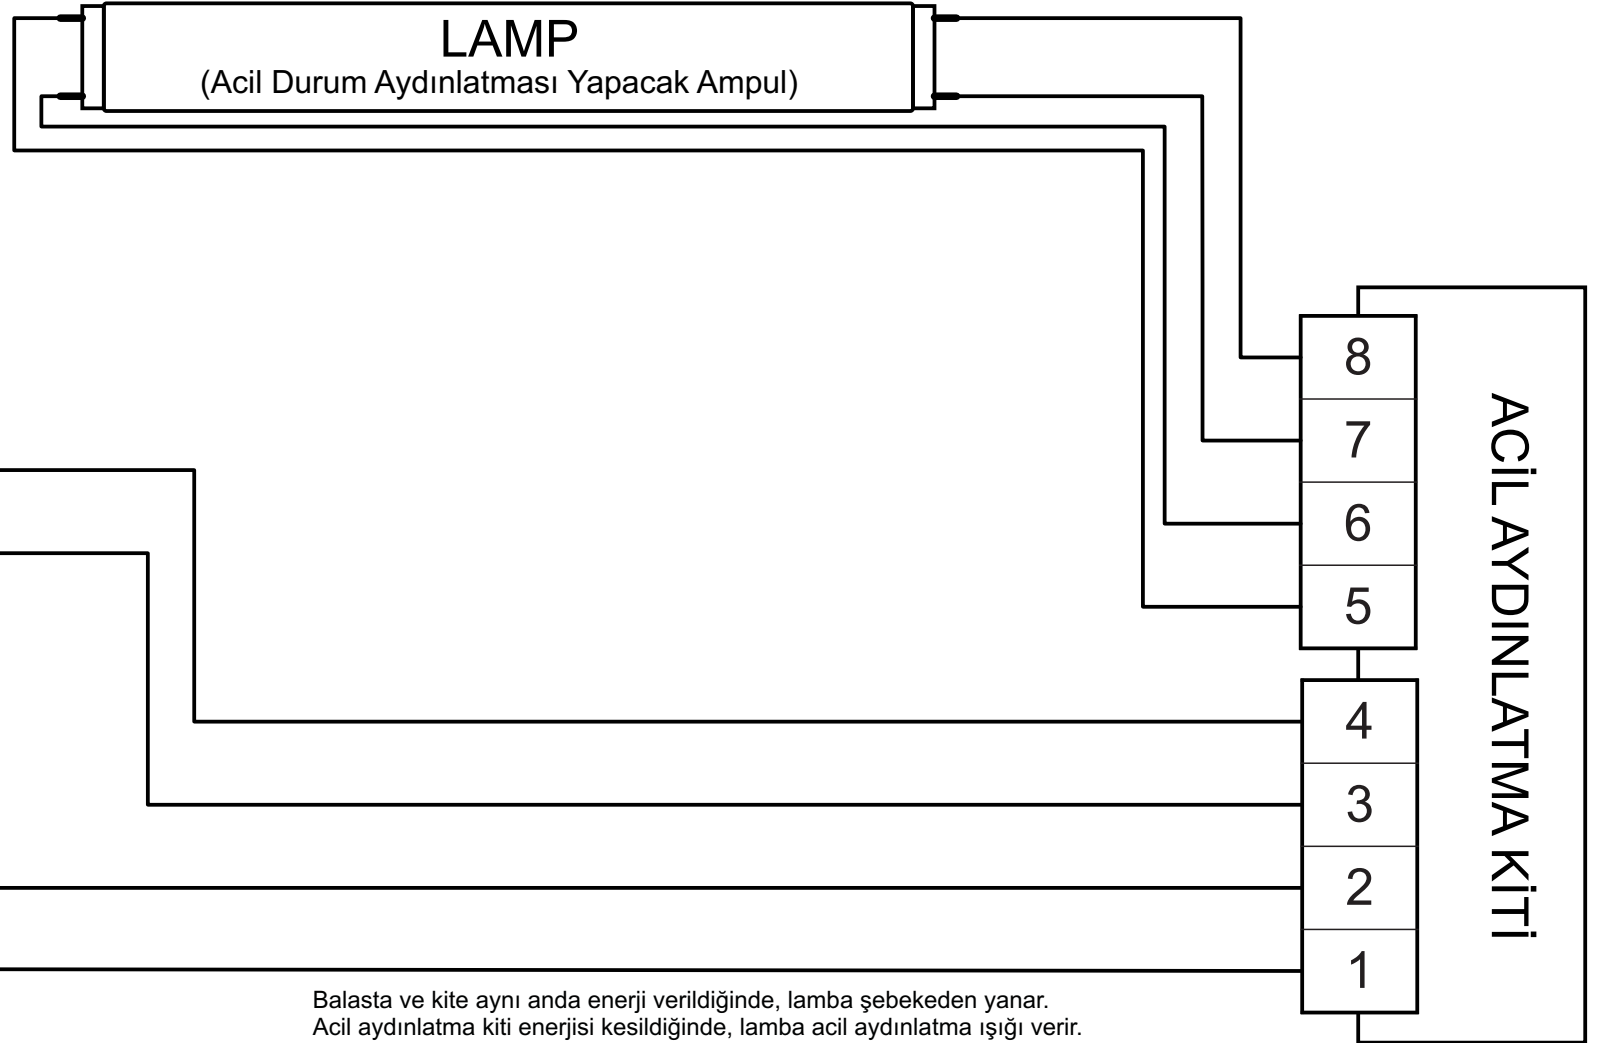 LAMP
(Acil Durum Aydınlatması Yapacak Ampul)
8
7
6
5
4
3
2
1
ACİL AYDINLATMA KİTİ
Balasta ve kite aynı anda enerji verildiğinde, lamba şebekeden yanar.
Acil aydınlatma kiti enerjisi kesildiğinde, lamba acil aydınlatma ışığı verir.